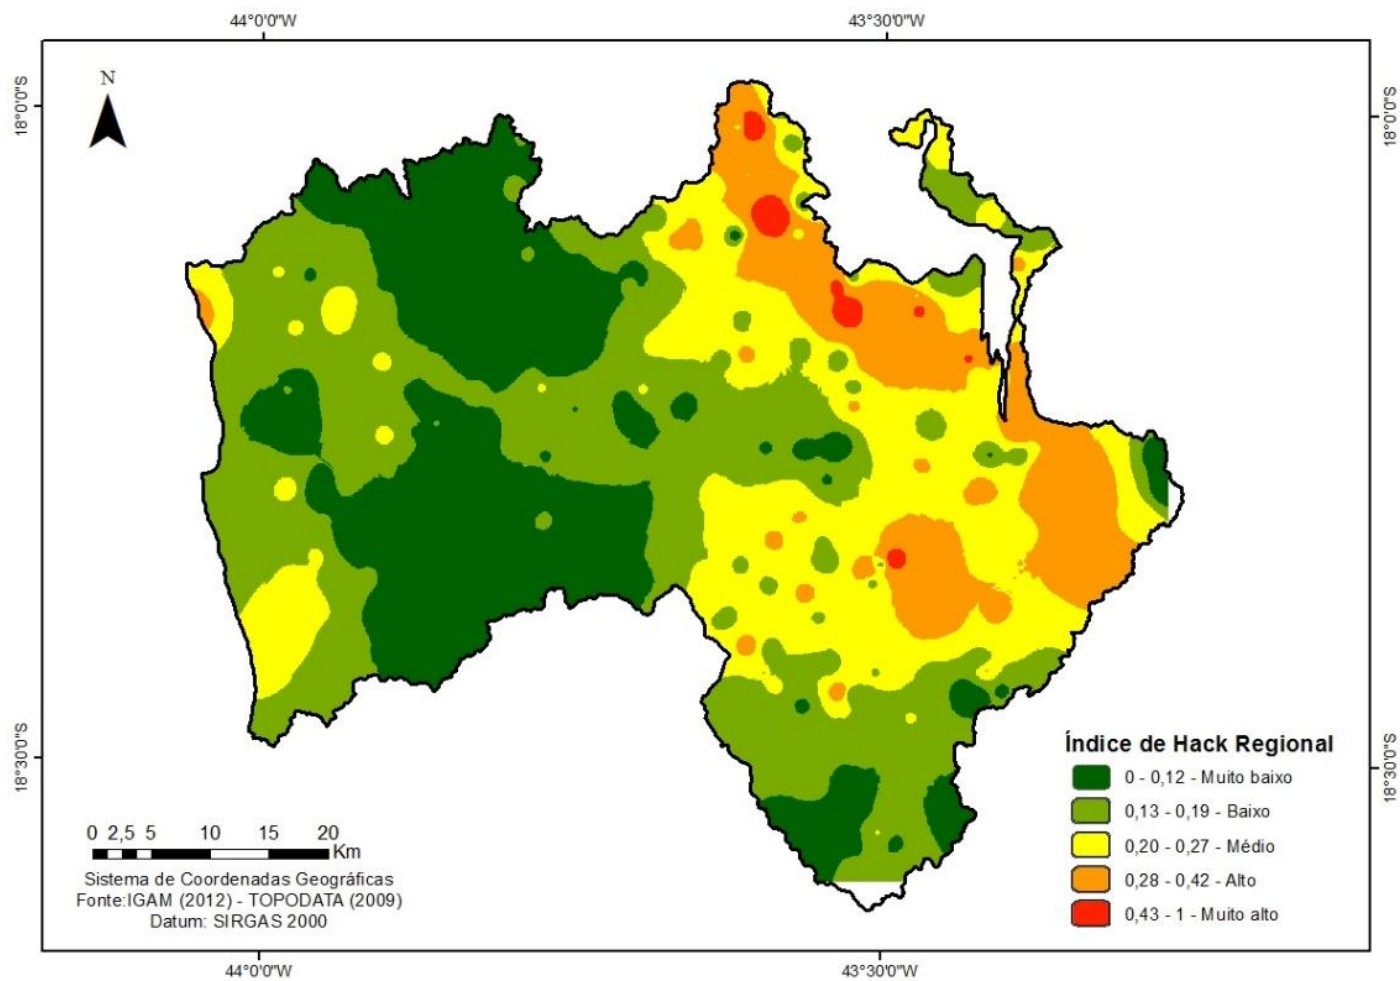 44°0'0"W
43°30'0"W
N
18°0'0"S
18°0'0"S
18°30'0"S
18°30'0"S
Índice de Hack Regional
0 - 0,12 - Muito baixo
0,13 - 0,19 - Baixo
0,20 - 0,27 - Médio
0,28 - 0,42 - Alto
0,43 - 1 - Muito alto
0 2,5 5 10 15 20
Km
Sistema de Coordenadas Geográficas
Fonte:IGAM (2012) - TOPODATA (2009)
Datum: SIRGAS 2000
44°0'0"W
43°30'0"W